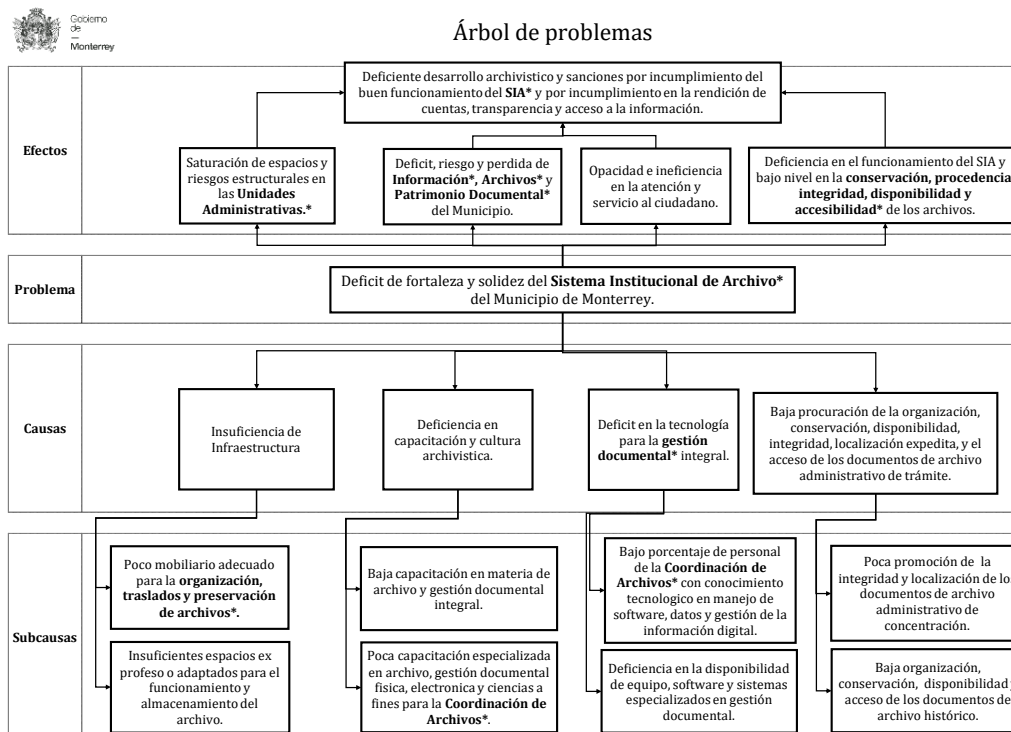 Gobierno
de
Monterrey
Árbol de problemas
Efectos
Deficiente desarrollo archivistico y sanciones por incumplimiento del
buen funcionamiento del SIA* y por incumplimiento en la rendición de
cuentas, transparencia y acceso a la información.
Saturación de espacios y
riesgos estructurales en
las Unidades
Administrativas.*
Deficit, riesgo y perdida de
Información*, Archivos* y
Patrimonio Documental*
del Municipio.
Opacidad e ineficiencia
en la atención y
servicio al ciudadano.
Deficiencia en el funcionamiento del SIA y
bajo nivel en la conservación, procedencia
integridad, disponibilidad y
accesibilidad* de los archivos.
Problema
Deficit de fortaleza y solidez del Sistema Institucional de Archivo*
del Municipio de Monterrey.
Causas
Insuficiencia de
Infraestructura
Deficiencia en
capacitación y cultura
archivistica.
Deficit en la tecnología
para la gestión
documental* integral.
Baja procuración de la organización,
conservación, disponibilidad,
integridad, localización expedita, y el
acceso de los documentos de archivo
administrativo de trámite.
Subcausas
Poco mobiliario adecuado
para la organización,
traslados y preservación
de archivos*.
Insuficientes espacios ex
profeso o adaptados para el
funcionamiento y
almacenamiento del
archivo.
Baja capacitación en materia de
archivo y gestión documental
integral.
Poca capacitación especializada
en archivo, gestión documental
fisica, electronica y ciencias a
fines para la Coordinación de
Archivos*.
Bajo porcentaje de personal
de la Coordinación de
Archivos* con conocimiento
tecnologico en manejo de
software, datos y gestión de la
información digital.
Deficiencia en la disponibilidad
de equipo, software y sistemas
especializados en gestión
documental.
Poca promoción de la
integridad y localización de los
documentos de archivo
administrativo de
concentración.
Baja organización,
conservación, disponibilidad y
acceso de los documentos de
archivo histórico.